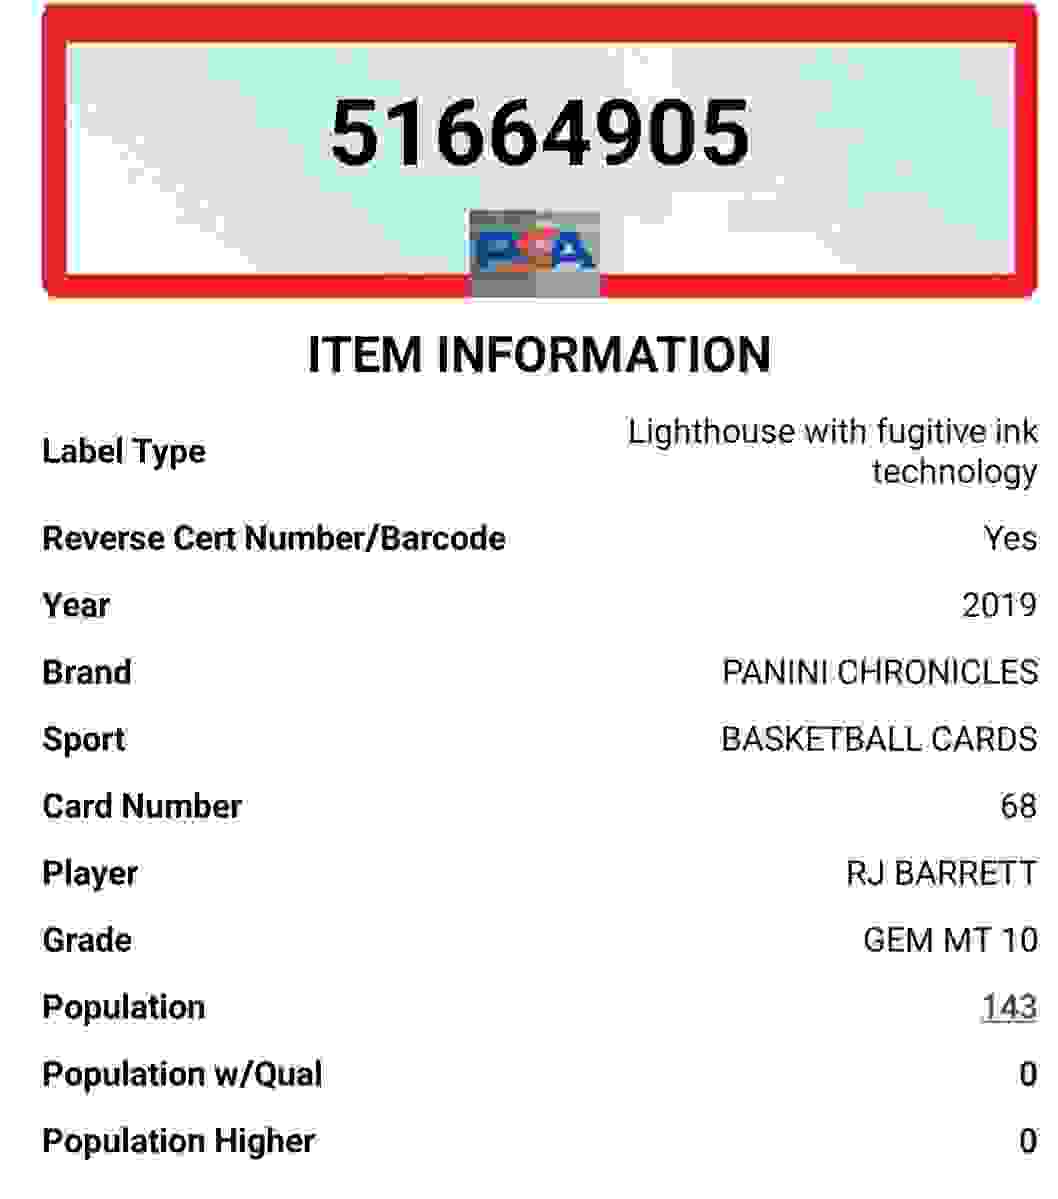 51664905
PSA
ITEM INFORMATION
Label Type
Lighthouse with fugitive ink
technology
Reverse Cert Number/Barcode Yes
Year 2019
Brand PANINI CHRONICLES
Sport BASKETBALL CARDS
Card Number 68
Player RJ BARRETT
Grade GEM MT 10
Population 143
Population w/Qual 0
Population Higher 0